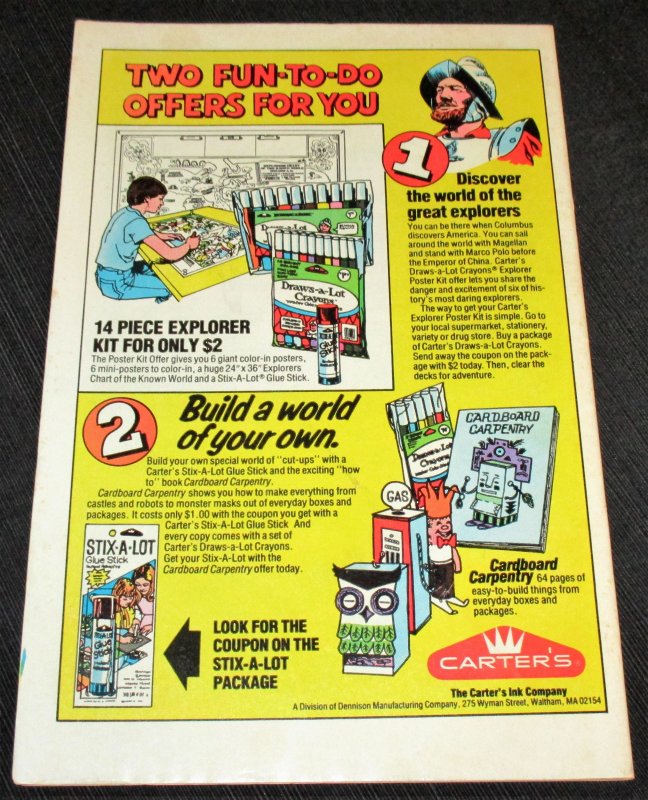 TWO FUN-TO-DO
OFFERS FOR YOU
1
Discover
the world of the
great explorers
You can be there when Columbus
discovers America. You can sail
around the world with Magellan
and stand with Marco Polo before
the Emperor of China. Carter's
Draws-a-Lot Crayons® Explorer
Poster Kit offer lets you share the
danger and excitement of six of his-
tory's most daring explorers.
The way to get your Carter's
Explorer Poster Kit is simple. Go to
your local supermarket, stationery,
variety or drug store. Buy a package
of Carter's Draws-a-Lot Crayons.
Send away the coupon on the pack-
age with $2 today. Then, clear the
decks for adventure.
Draws-a-Lot
Crayons
14 PIECE EXPLORER
KIT FOR ONLY $2
The Poster Kit Offer gives you 6 giant color-in posters,
6 mini-posters to color-in, a huge 24"x 36" Explorers
Chart of the Known World and a Stix-A-Lot® Glue Stick.
2
Build a world
of your own.
Build your own special world of "cut-ups" with a
Carter's Stix-A-Lot Glue Stick and the exciting "how
to" book Cardboard Carpentry.
Cardboard Carpentry shows you how to make everything from
castles and robots to monster masks out of everyday boxes and
packages. It costs only $1.00 with the coupon you get with a
Carter's Stix-A-Lot Glue Stick And
every copy comes with a set of
Carter's Draws-a-Lot Crayons.
Get your Stix-A-Lot with the
Cardboard Carpentry offer today.
STIX-A-LOT
Glue Stick
LOOK FOR THE
COUPON ON THE
STIX-A-LOT
PACKAGE
Draws-a-Lot
Crayons
CARDBOARD
CARPENTRY
GAS
Cardboard
Carpentry 64 pages of
easy-to-build things from
everyday boxes and
packages.
CARTER'S
The Carter's Ink Company
A Division of Dennison Manufacturing Company, 275 Wyman Street, Waltham, MA 02154